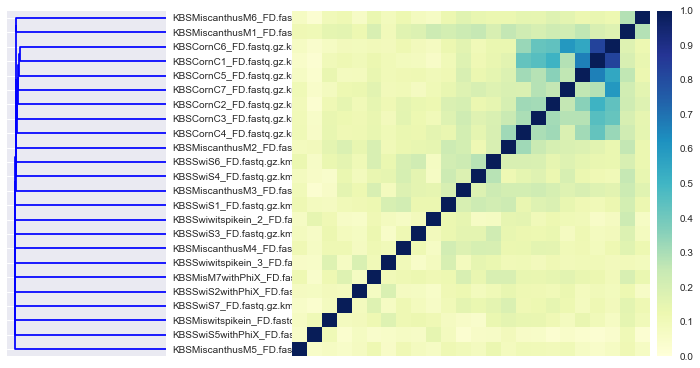 KBSMiscanthusM6_FD.fas
KBSMiscanthusM1_FD.fas
KBSCornC6_FD.fastq.gz.k
KBSCornC1_FD.fastq.gz.k
KBSCornC5_FD.fastq.gz.k
KBSCornC7_FD.fastq.gz.k
KBSCornC2_FD.fastq.gz.k
KBSCornC3_FD.fastq.gz.k
KBSCornC4_FD.fastq.gz.k
KBSMiscanthusM2_FD.fas
KBSSwiS6_FD.fastq.gz.km
KBSSwiS4_FD.fastq.gz.km
KBSMiscanthusM3_FD.fas
KBSSwiS1_FD.fastq.gz.km
KBSSwiwitspikein_2_FD.fa
KBSSwiS3_FD.fastq.gz.km
KBSMiscanthusM4_FD.fas
KBSSwiwitspikein_3_FD.fa
KBSMisM7withPhiX_FD.fas
KBSSwiS2withPhiX_FD.fas
KBSSwiS7_FD.fastq.gz.km
KBSMiswitspikein_FD.fastq
KBSSwiS5withPhiX_FD.fas
KBSMiscanthusM5_FD.fas
1.0
0.9
0.8
0.7
0.6
0.5
0.4
0.3
0.2
0.1
0.0